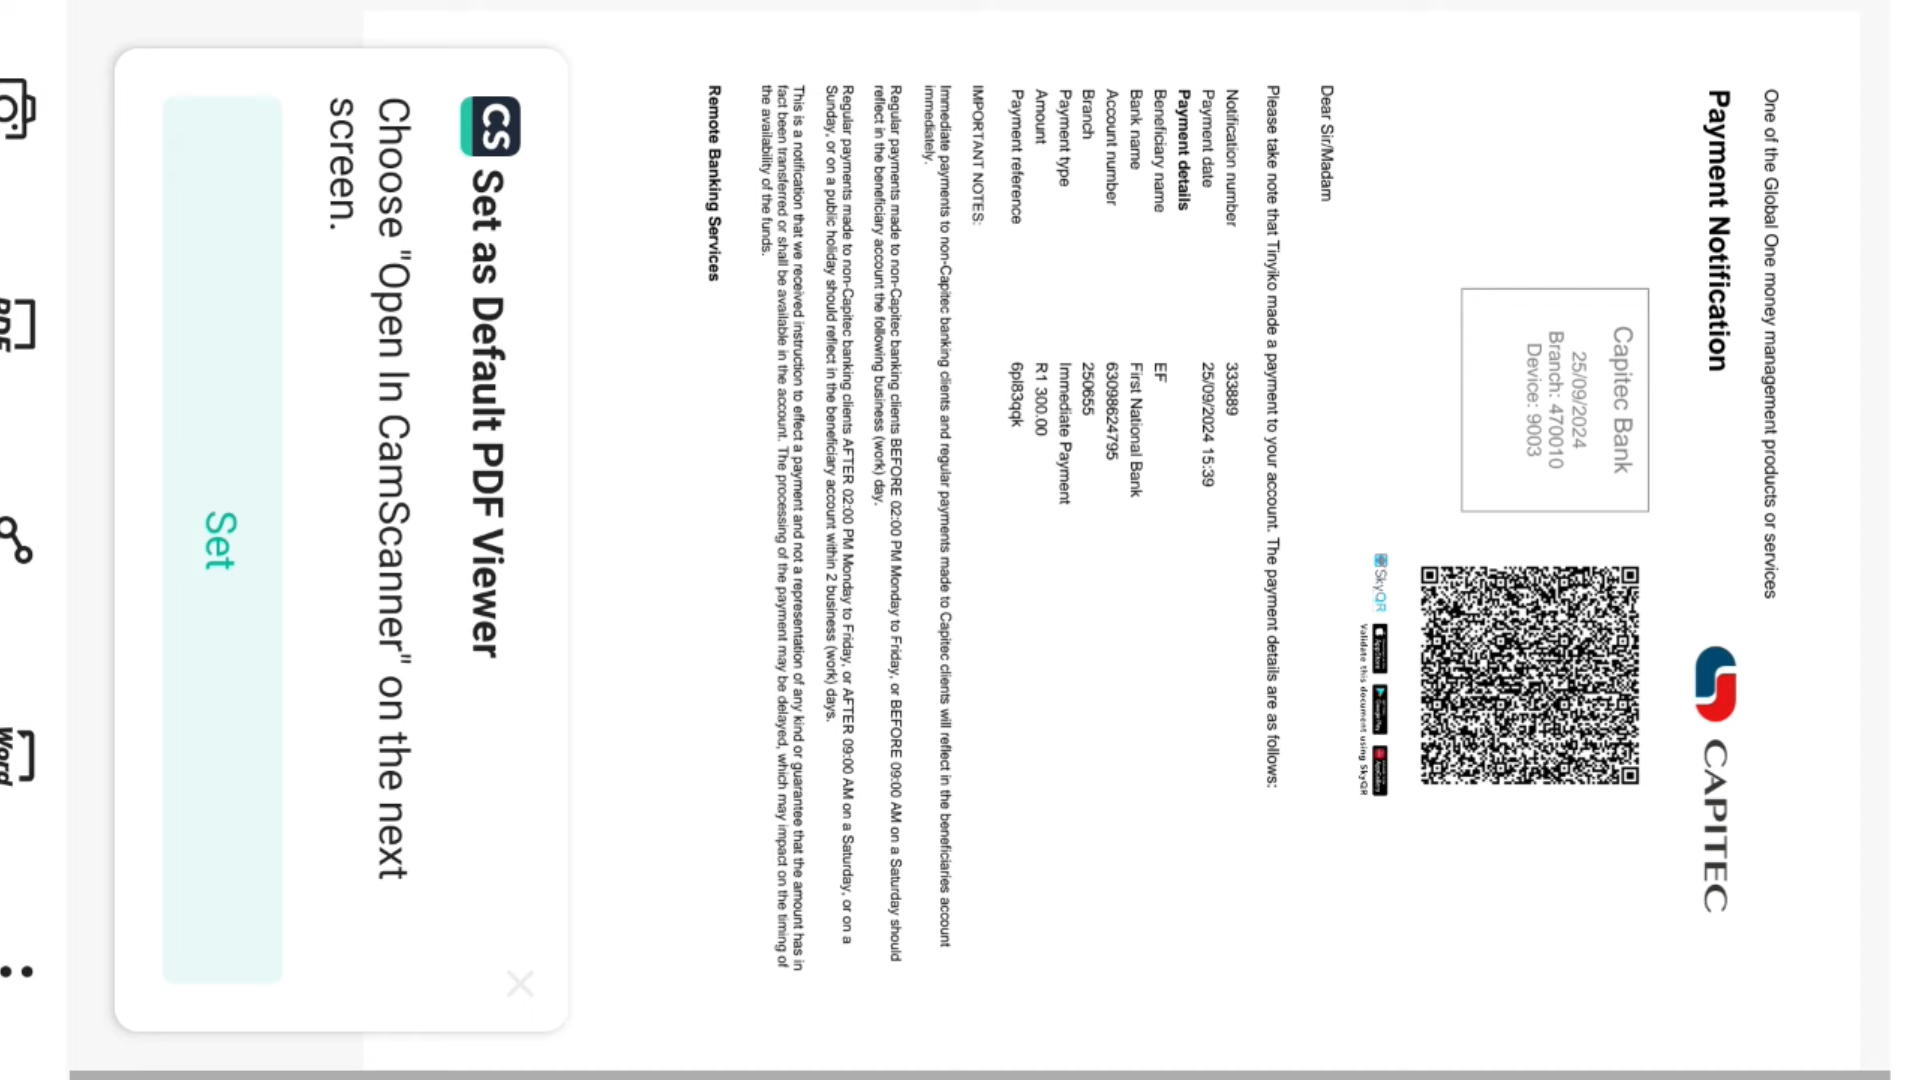 One of the Global One money management products or services
Payment Notification
CAPITEC
Capitec Bank
25/09/2024
Branch: 470010
Device: 9003
SkyQR
Validate this document using SkyQR
Dear Sir/Madam
Please take note that Tinyiko made a payment to your account. The payment details are as follows:
Notification number 333889
Payment date 25/09/2024 15:39
Payment details
Beneficiary name EF
Bank name First National Bank
Account number 63098624795
Branch 250655
Payment type Immediate Payment
Amount R1 300.00
Payment reference 6pl83qqk
IMPORTANT NOTES:
Immediate payments to non-Capitec banking clients and regular payments made to Capitec clients will reflect in the beneficiaries account
immediately.
Regular payments made to non-Capitec banking clients BEFORE 02:00 PM Monday to Friday, or BEFORE 09:00 AM on a Saturday should
reflect in the beneficiary account the following business (work) day.
Regular payments made to non-Capitec banking clients AFTER 02:00 PM Monday to Friday, or AFTER 09:00 AM on a Saturday, or on a
Sunday, or on a public holiday should reflect in the beneficiary account within 2 business (work) days.
This is a notification that we received instruction to effect a payment and not a representation of any kind or guarantee that the amount has in
fact been transferred or shall be available in the account. The processing of the payment may be delayed, which may impact on the timing of
the availability of the funds.
Remote Banking Services
CS Set as Default PDF Viewer
Choose "Open In CamScanner" on the next
screen.
Set
PDF
Word